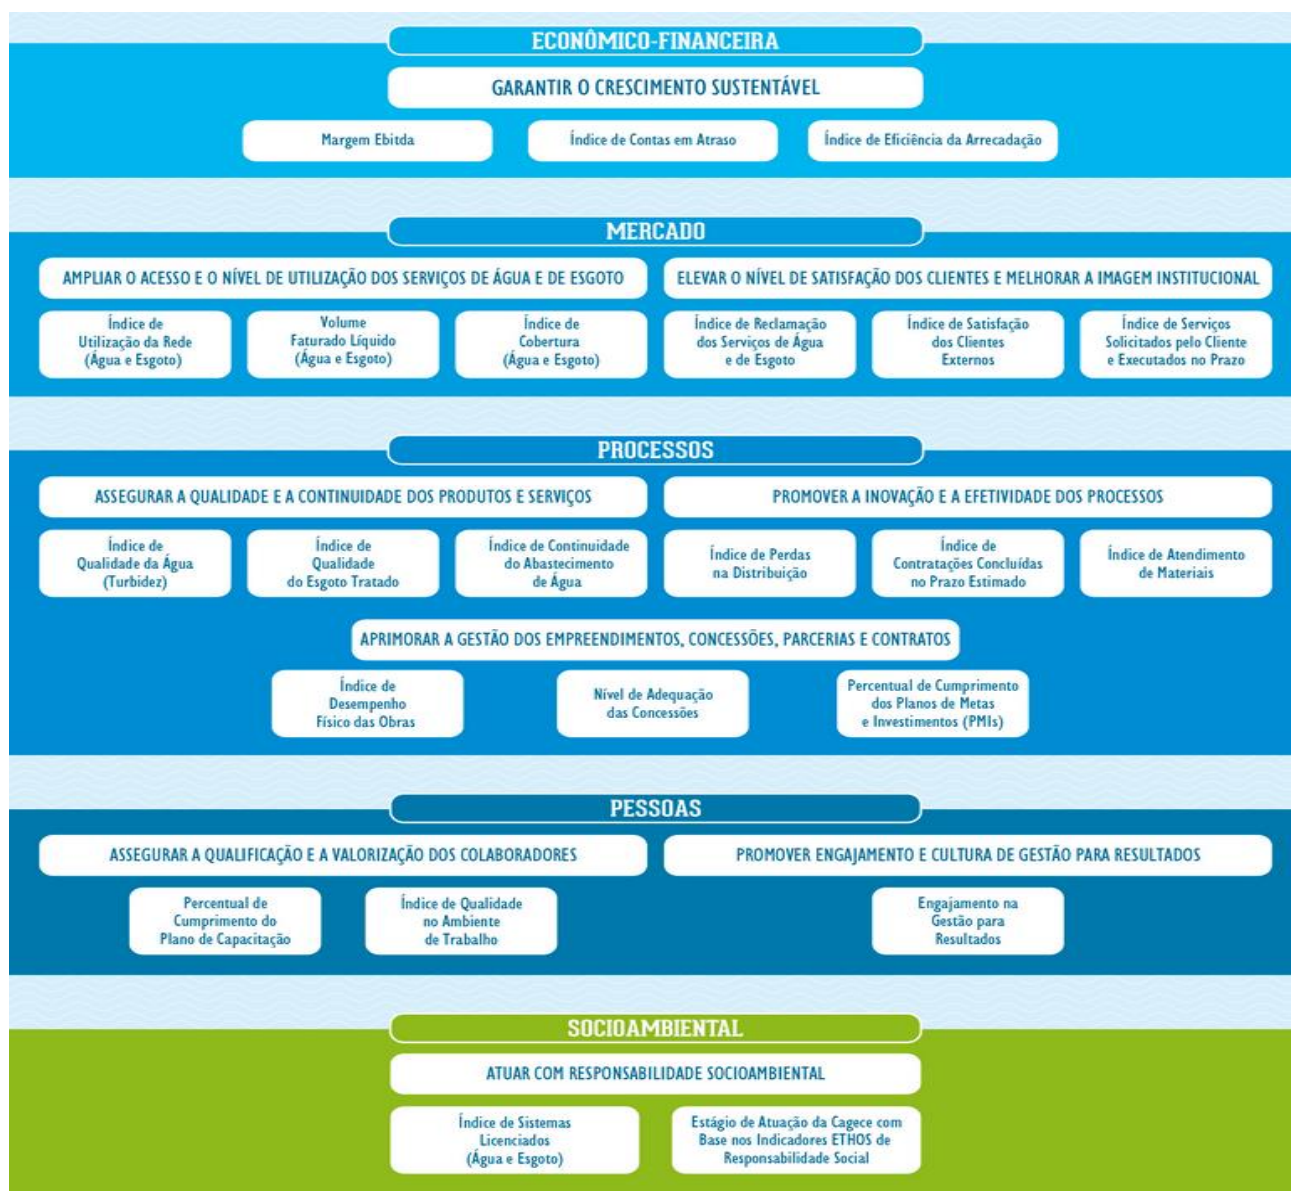 ECONÔMICO-FINANCEIRA
GARANTIR O CRESCIMENTO SUSTENTÁVEL
Margem Ebitda
Índice de Contas em Atraso
Índice de Eficiência da Arrecadação
MERCADO
AMPLIAR O ACESSO E O NÍVEL DE UTILIZAÇÃO DOS SERVIÇOS DE ÁGUA E DE ESGOTO
Índice de
Utilização da Rede
(Água e Esgoto)
Volume
Faturado Líquido
(Água e Esgoto)
Índice de
Cobertura
(Água e Esgoto)
ELEVAR O NÍVEL DE SATISFAÇÃO DOS CLIENTES E MELHORAR A IMAGEM INSTITUCIONAL
Índice de Reclamação
dos Serviços de Água
e de Esgoto
Índice de Satisfação
dos Clientes
Externos
Índice de Serviços
Solicitados pelo Cliente
e Executados no Prazo
PROCESSOS
ASSEGURAR A QUALIDADE E A CONTINUIDADE DOS PRODUTOS E SERVIÇOS
Índice de
Qualidade da Água
(Turbidez)
Índice de
Qualidade
do Esgoto Tratado
Índice de Continuidade
do Abastecimento
de Água
PROMOVER A INOVAÇÃO E A EFETIVIDADE DOS PROCESSOS
Índice de Perdas
na Distribuição
Índice de
Contratações Concluídas
no Prazo Estimado
Índice de Atendimento
de Materiais
APRIMORAR A GESTÃO DOS EMPREENDIMENTOS, CONCESSÕES, PARCERIAS E CONTRATOS
Índice de
Desempenho
Físico das Obras
Nível de Adequação
das Concessões
Percentual de Cumprimento
dos Planos de Metas
e Investimentos (PMIs)
PESSOAS
ASSEGURAR A QUALIFICAÇÃO E A VALORIZAÇÃO DOS COLABORADORES
Percentual de
Cumprimento do
Plano de Capacitação
Índice de Qualidade
no Ambiente
de Trabalho
PROMOVER ENGAJAMENTO E CULTURA DE GESTÃO PARA RESULTADOS
Engajamento na
Gestão para
Resultados
SOCIOAMBIENTAL
ATUAR COM RESPONSABILIDADE SOCIOAMBIENTAL
Índice de Sistemas
Licenciados
(Água e Esgoto)
Estágio de Atuação da Cagece com
Base nos Indicadores ETHOS de
Responsabilidade Social